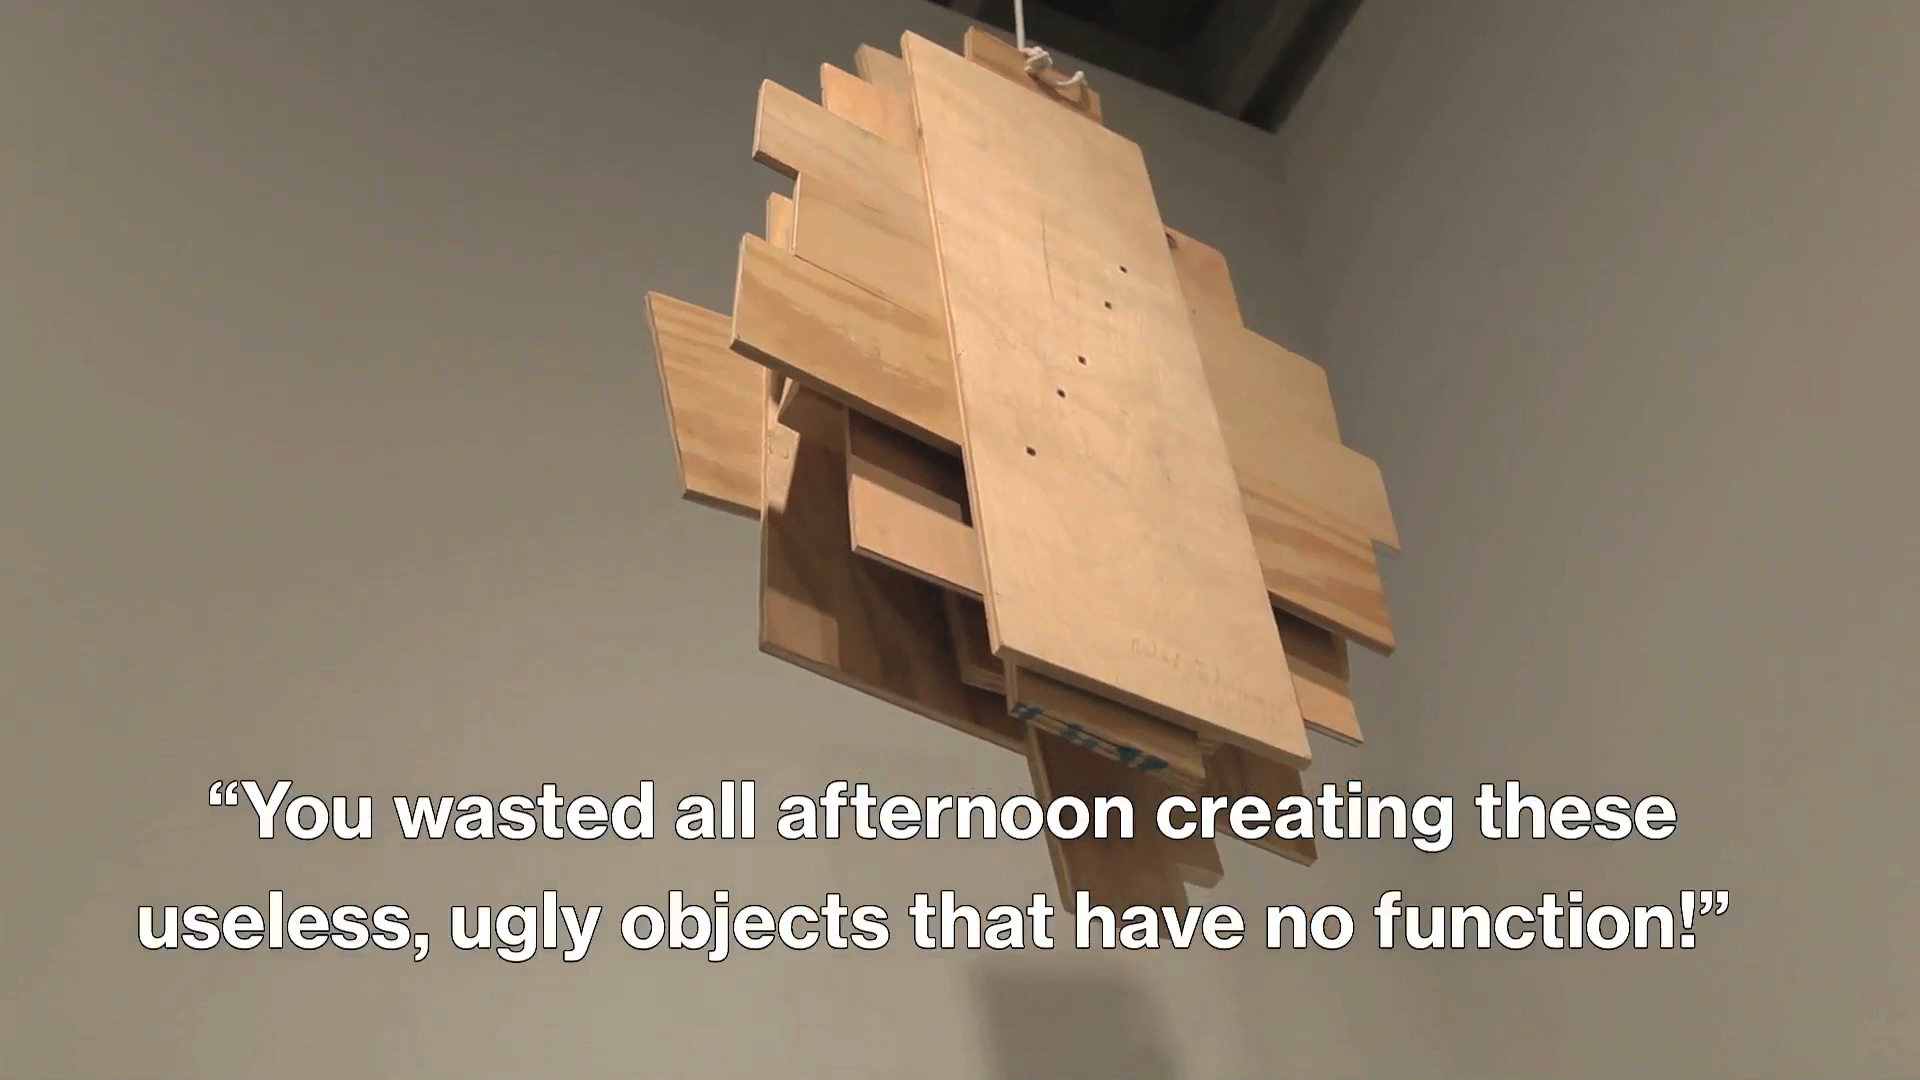 “You wasted all afternoon creating these
useless, ugly objects that have no function!”